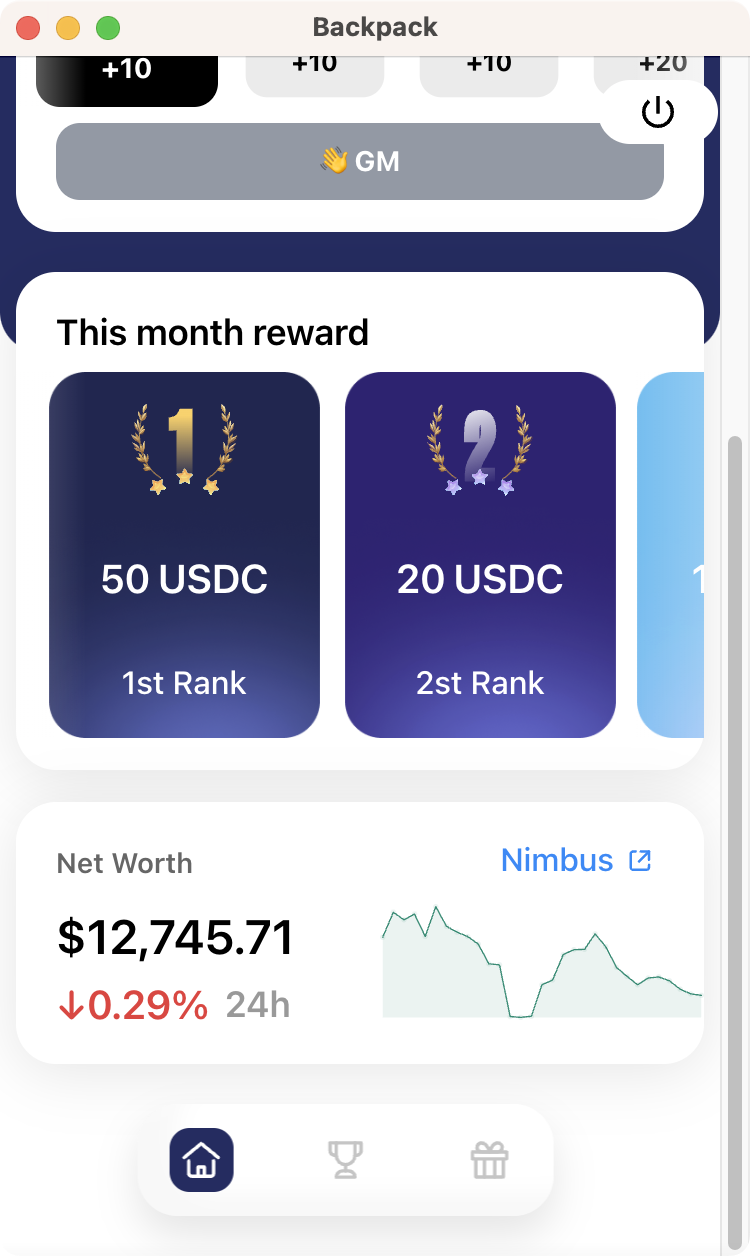 Backpack
+10 +10 +10 +20
👋 GM
This month reward
1 2
50 USDC 20 USDC 1
1st Rank 2st Rank
Net Worth Nimbus
$12,745.71
↓0.29% 24h